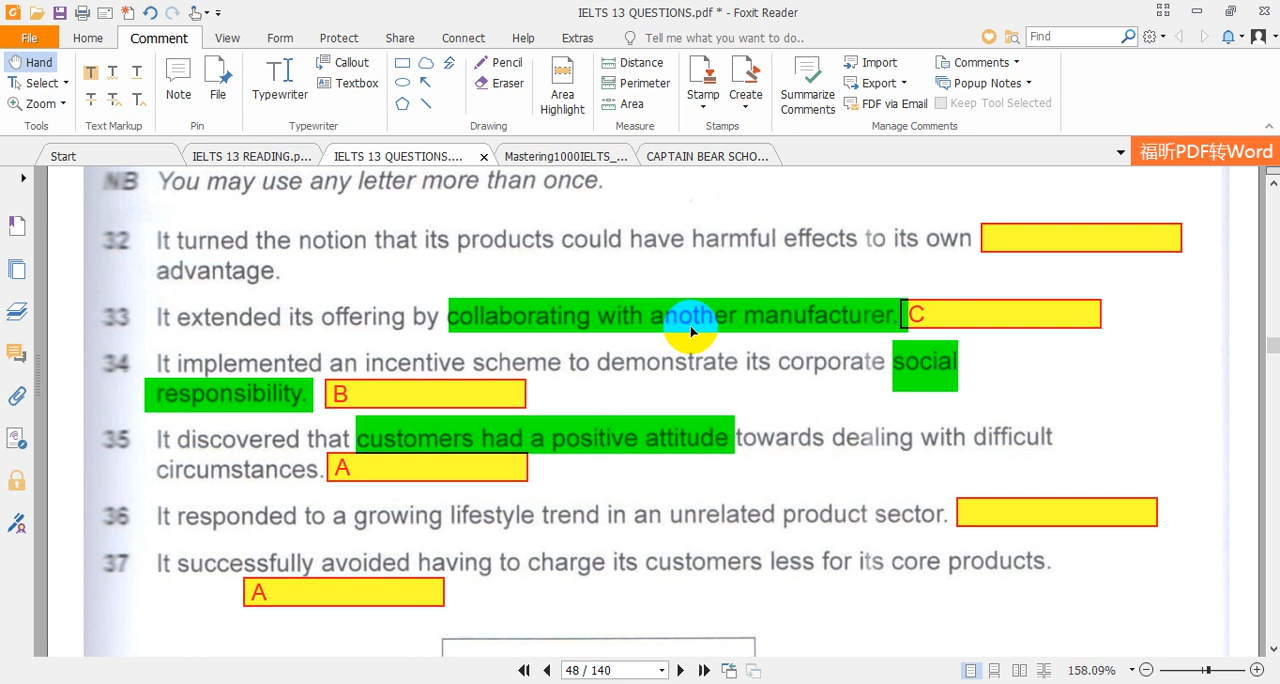 IELTS 13 QUESTIONS.pdf * - Foxit Reader
File Home Comment View Form Protect Share Connect Help Extras Tell me what you want to do.. Find
Hand
Select
Zoom
Tools
T T T
T T T
Text Markup
Note
File
Pin
Typewriter
Callout
Textbox
Typewriter
Pencil
Eraser
Drawing
Area
Highlight
Distance
Perimeter
Area
Measure
Stamp
Create
Stamps
Summarize
Comments
Import
Export
FDF via Email
Comments
Popup Notes
Keep Tool Selected
Manage Comments
Start IELTS 13 READING.p... IELTS 13 QUESTIONS.... Mastering1000IELTS_... CAPTAIN BEAR SCHO... 福昕PDF转Word
NB You may use any letter more than once.
32 It turned the notion that its products could have harmful effects to its own
advantage.
33 It extended its offering by collaborating with another manufacturer. C
34 It implemented an incentive scheme to demonstrate its corporate social
responsibility. B
35 It discovered that customers had a positive attitude towards dealing with difficult
circumstances. A
36 It responded to a growing lifestyle trend in an unrelated product sector.
37 It successfully avoided having to charge its customers less for its core products.
A
48 / 140 158.09%